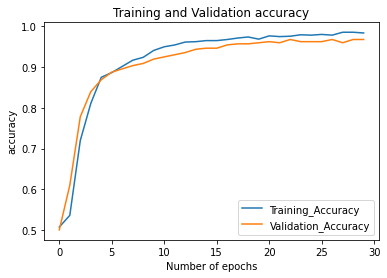 Training and Validation accuracy
1.0
0.9
0.8
0.7
0.6
0.5
accuracy
Training_Accuracy
Validation_Accuracy
0 5 10 15 20 25 30
Number of epochs